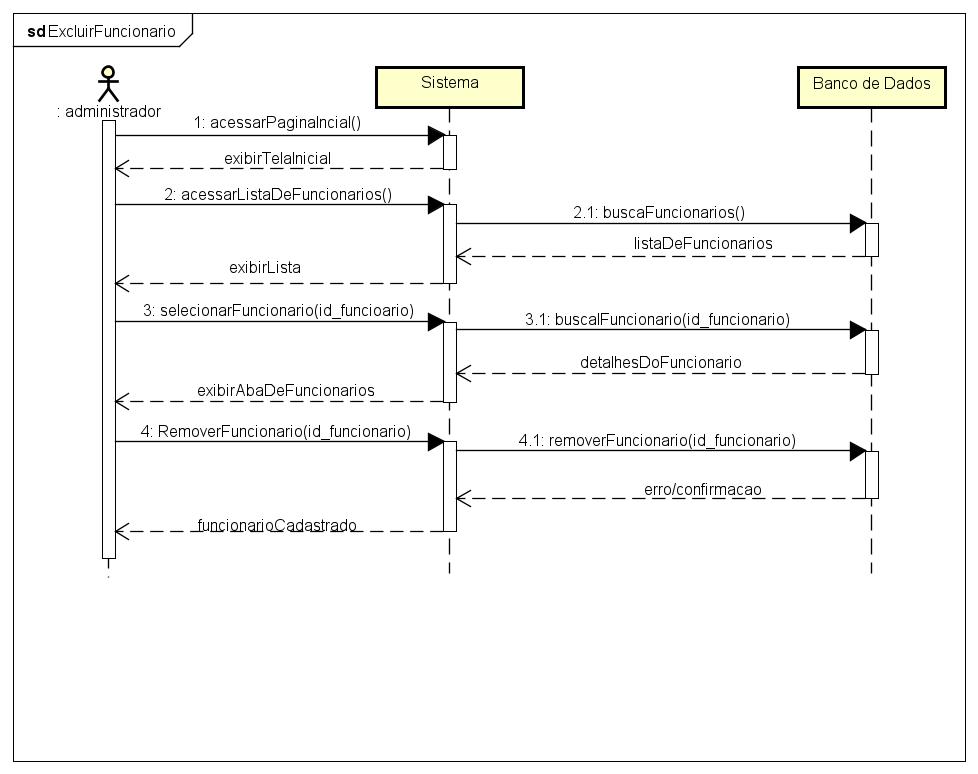 sd ExcluirFuncionario
: administrador
Sistema
Banco de Dados
1: acessarPaginaIncial()
exibirTelaInicial
2: acessarListaDeFuncionarios()
2.1: buscaFuncionarios()
listaDeFuncionarios
exibirLista
3: selecionarFuncionario(id_funcioario)
3.1: buscalFuncionario(id_funcionario)
detalhesDoFuncionario
exibirAbaDeFuncionarios
4: RemoverFuncionario(id_funcionario)
4.1: removerFuncionario(id_funcionario)
erro/confirmacao
funcionarioCadastrado